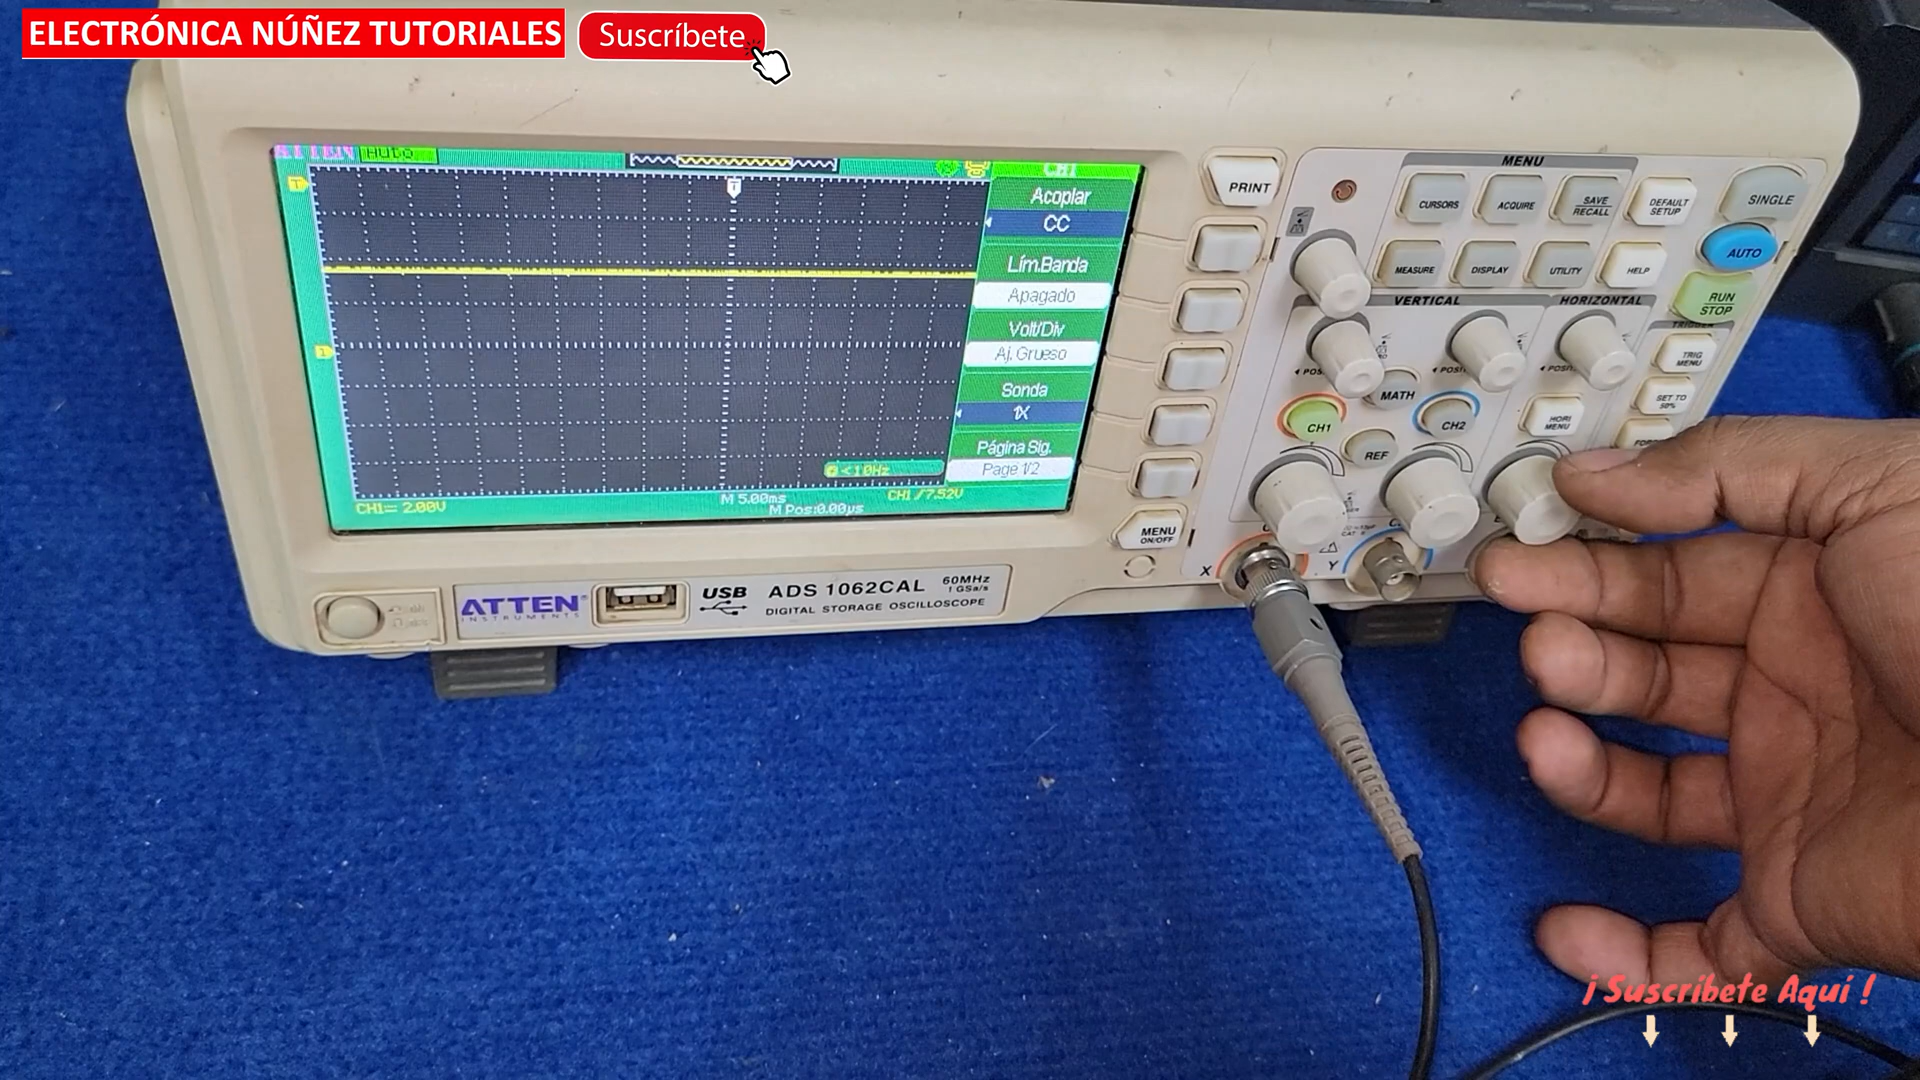 ELECTRÓNICA NÚÑEZ TUTORIALES
Suscríbete
ATTEN
Auto
CH1
Acoplar
CC
Lím.Banda
Apagado
Volt/Div
Aj. Grueso
Sonda
1X
Página Sig.
Page 1/2
<10Hz
CH1= 2.00V
M 5.00ms
M Pos:0.00µs
CH1 /7.52V
PRINT
MENU
ON/OFF
MENU
CURSORS
ACQUIRE
SAVE
RECALL
DEFAULT
SETUP
SINGLE
MEASURE
DISPLAY
UTILITY
HELP
AUTO
RUN
STOP
VERTICAL
HORIZONTAL
TRIG
MENU
SET TO
50%
MATH
CH1
CH2
REF
HORI
MENU
X
Y
ATTEN
INSTRUMENTS
USB
ADS 1062CAL
60MHz
1 GSa/s
DIGITAL STORAGE OSCILLOSCOPE
¡ Suscríbete Aquí !